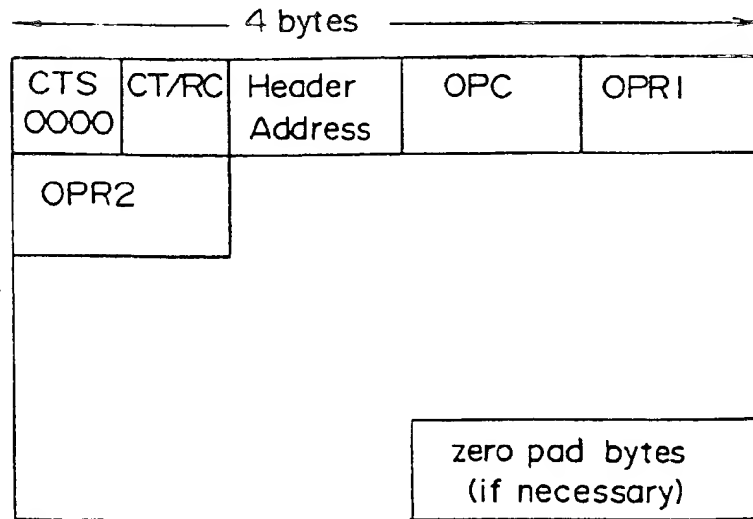 4 bytes
CTS CT/RC Header OPC OPR1
0000 Address
OPR2
zero pad bytes
(if necessary)